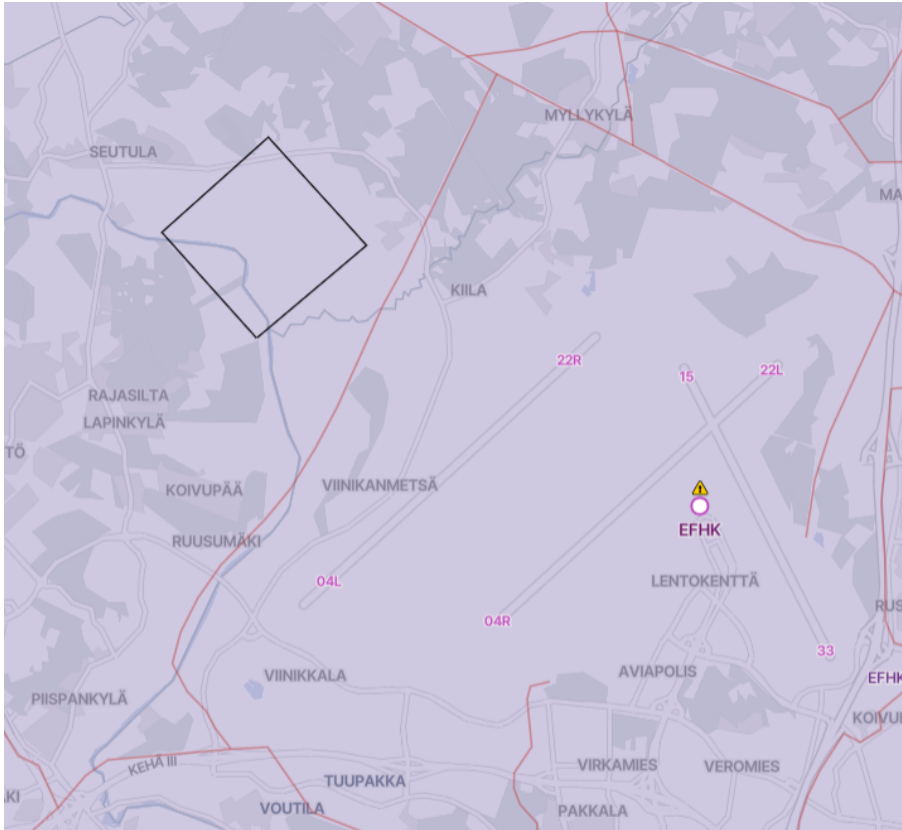 MYLLYKYLÄ
SEUTULA
MA
KIILA
22R
15
22L
RAJASILTA
LAPINKYLÄ
TÖ
VIINIKANMETSÄ
KOIVUPÄÄ
EFHK
RUUSUMÄKI
04L
LENTOKENTTÄ
RUS
04R
33
AVIAPOLIS
VIINIKKALA
EFHK
PIISPANKYLÄ
KOIVU
KEHÄ III
VIRKAMIES
VEROMIES
TUUPAKKA
ÄKI
VOUTILA
PAKKALA